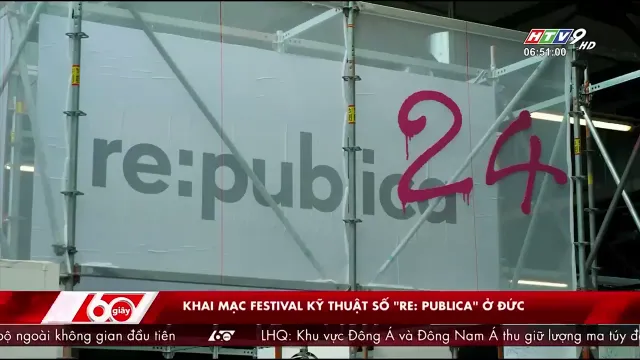 HTV9 HD
06:51:00
re:publica 24
60 giây
KHAI MẠC FESTIVAL KỸ THUẬT SỐ "RE: PUBLICA" Ở ĐỨC
bộ ngoài không gian đầu tiên 60 LHQ: Khu vực Đông Á và Đông Nam Á thu giữ lượng ma túy đ